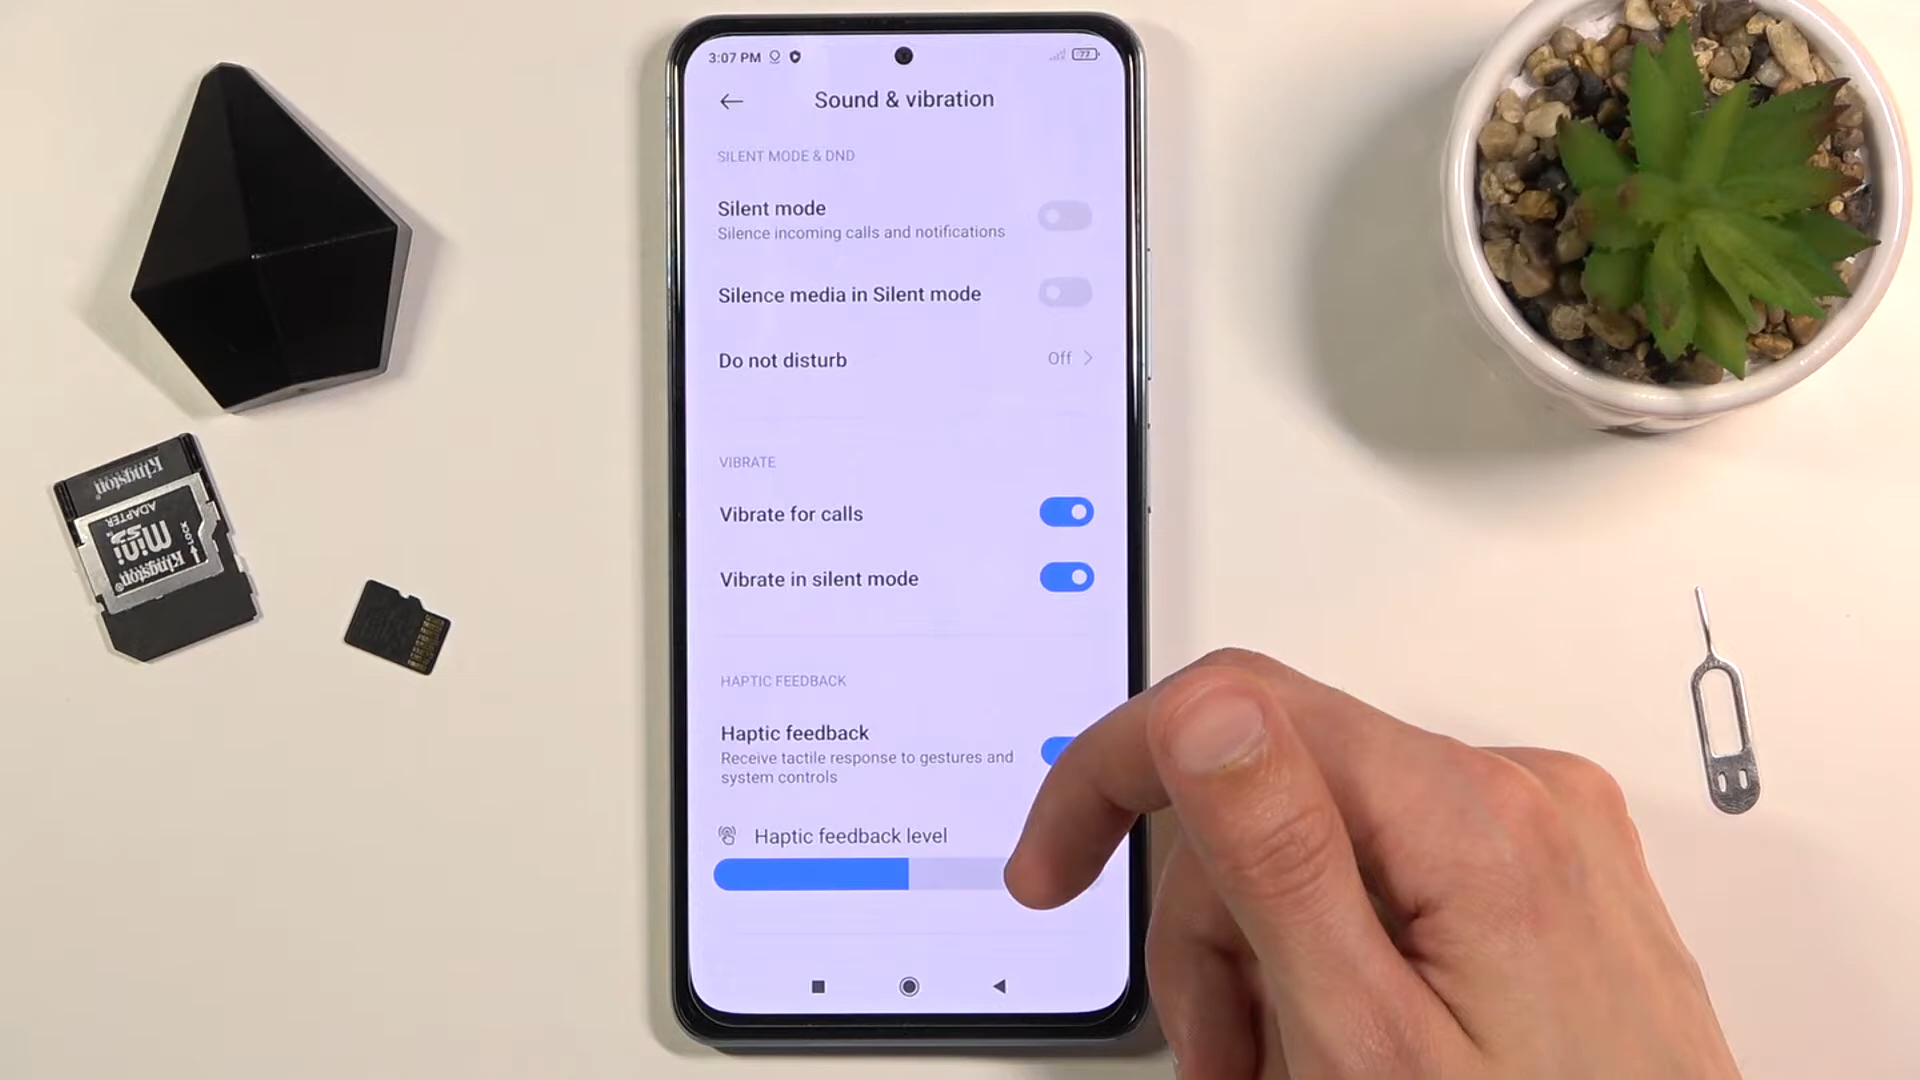 3:07 PM
77
Sound & vibration
SILENT MODE & DND
Silent mode
Silence incoming calls and notifications
Silence media in Silent mode
Do not disturb
Off
VIBRATE
Vibrate for calls
Vibrate in silent mode
HAPTIC FEEDBACK
Haptic feedback
Receive tactile response to gestures and
system controls
Haptic feedback level
Kingston
ADAPTER
mini
LOCK
Kingston